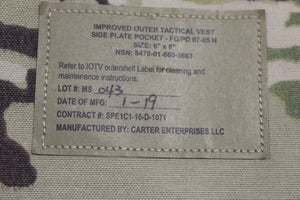 IMPROVED OUTER TACTICAL VEST
SIDE PLATE POCKET - FQ/PD 07-05 H
SIZE: 6" x 8"
NSN: 8470-01-660-5683
Refer to IOTV outershell Label for cleaning and
maintenance instructions.
LOT #: MS 043
DATE OF MFG: 1-19
CONTRACT #: SPE1C1-16-D-1071
MANUFACTURED BY: CARTER ENTERPRISES LLC